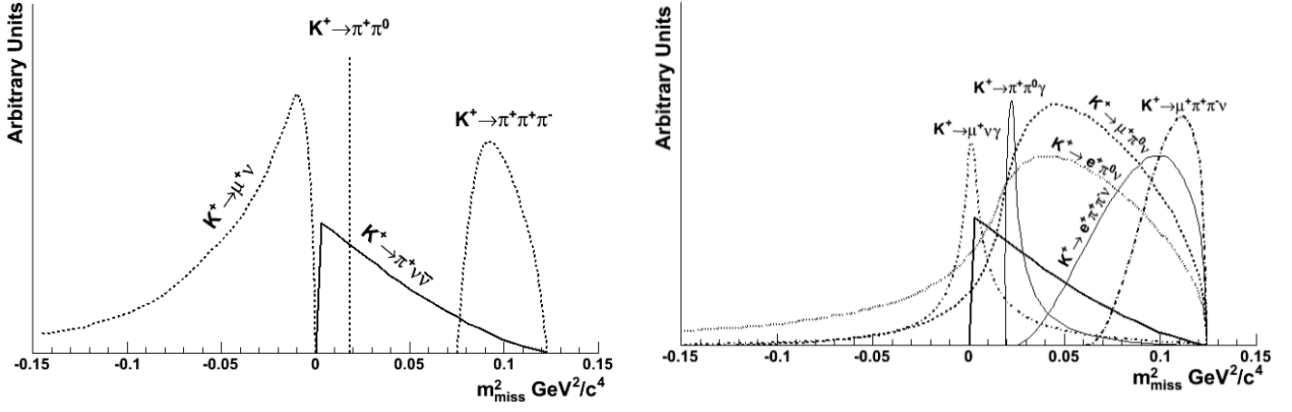 Arbitrary Units
K⁺→π⁺π⁰
K⁺→π⁺π⁺π⁻
K⁺→μ⁺ν
K⁺→π⁺νν̅
-0.15 -0.1 -0.05 0 0.05 0.1 0.15
m²miss GeV²/c⁴
Arbitrary Units
K⁺→π⁺π⁰γ
K⁺→μ⁺π⁺π⁻ν
K⁺→μ⁺νγ
K⁺→μ⁺π⁰ν
K⁺→e⁺π⁰ν
K⁺→e⁺π⁺π⁻ν
-0.15 -0.1 -0.05 0 0.05 0.1 0.15
m²miss GeV²/c⁴